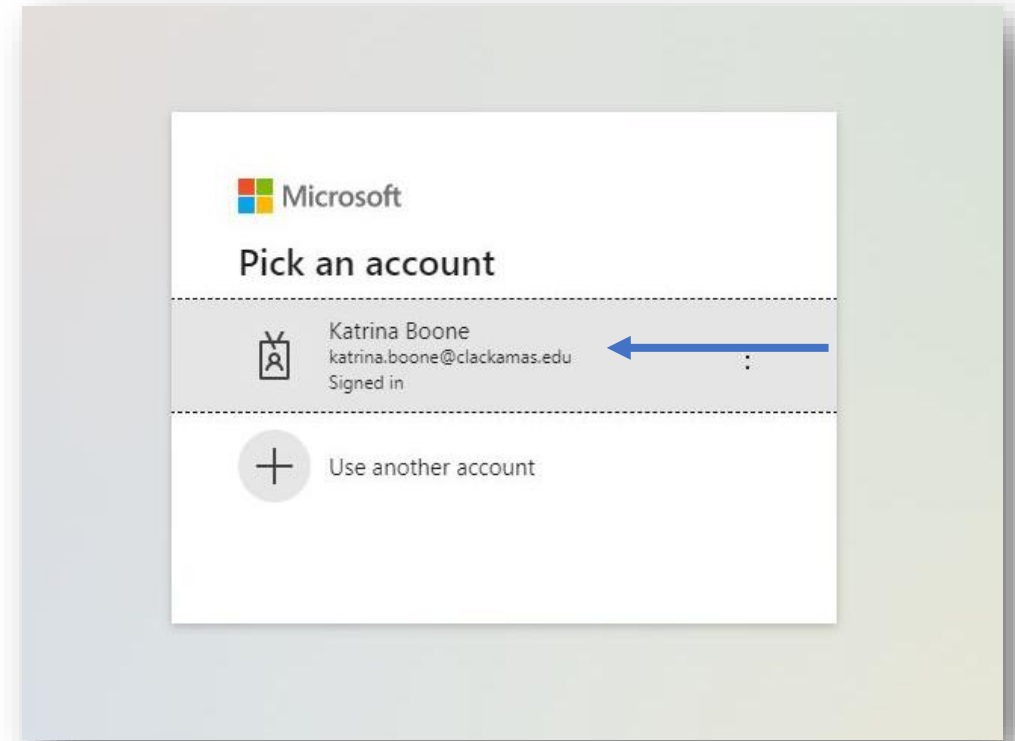 Microsoft
Pick an account
Katrina Boone
katrina.boone@clackamas.edu
Signed in
Use another account